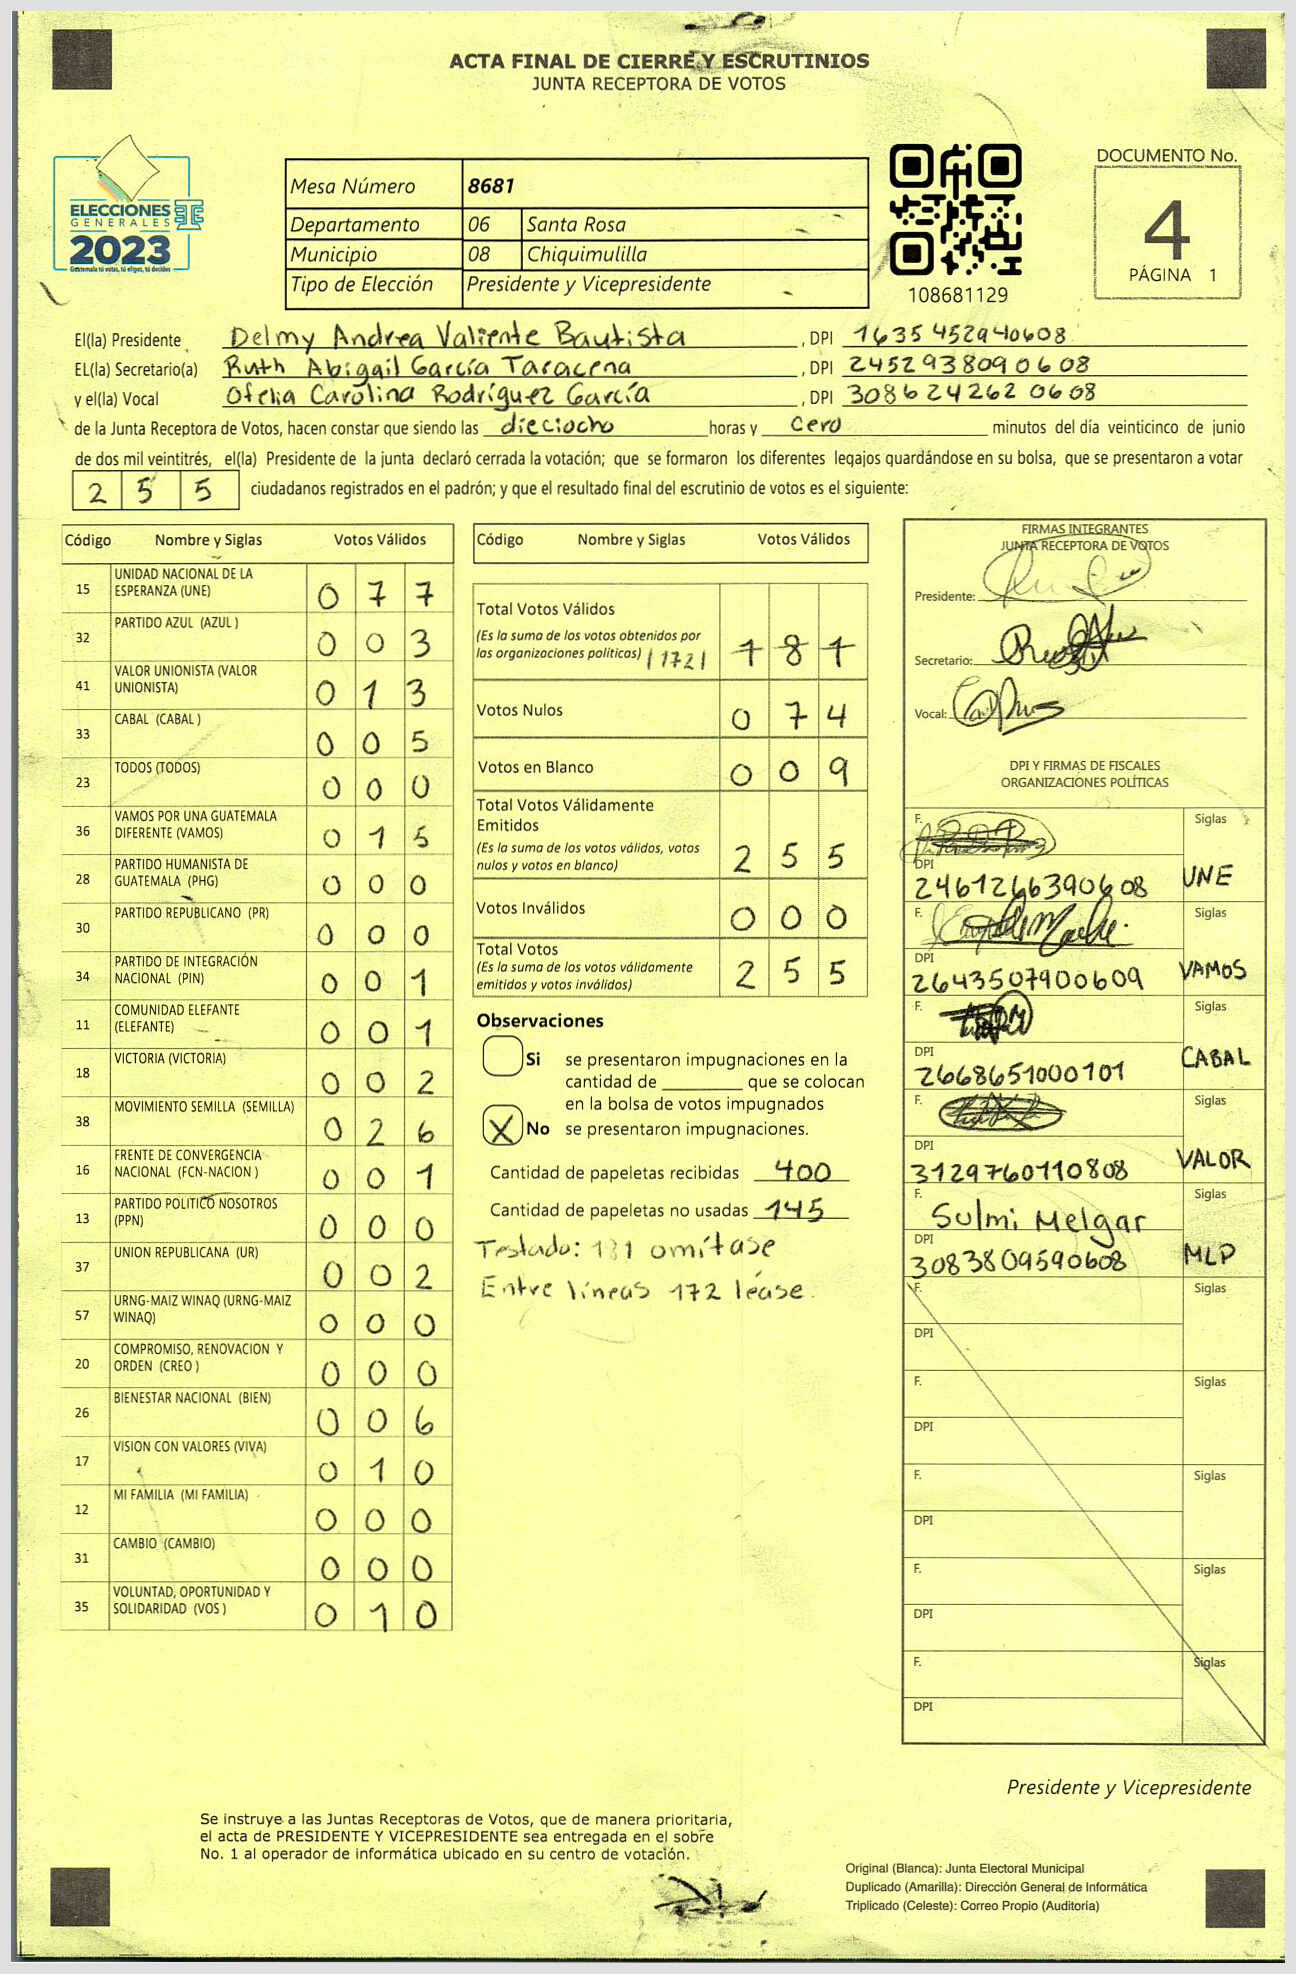 ACTA FINAL DE CIERRE Y ESCRUTINIOS
JUNTA RECEPTORA DE VOTOS
ELECCIONES
GENERALES
2023
Guatemala tú votas, tú eliges, tú decides
Mesa Número 8681
Departamento 06 Santa Rosa
Municipio 08 Chiquimulilla
Tipo de Elección Presidente y Vicepresidente
108681129
DOCUMENTO No.
4
PÁGINA 1
El(la) Presidente Delmy Andrea Valiente Bautista, DPI 1635452940608
EL(la) Secretario(a) Ruth Abigail García Taracena, DPI 2452938090608
y el(la) Vocal Ofelia Carolina Rodríguez García, DPI 3086242620608
de la Junta Receptora de Votos, hacen constar que siendo las dieciocho horas y cero minutos del día veinticinco de junio
de dos mil veintitrés, el(la) Presidente de la junta declaró cerrada la votación; que se formaron los diferentes legajos guardándose en su bolsa, que se presentaron a votar
2 5 5 ciudadanos registrados en el padrón; y que el resultado final del escrutinio de votos es el siguiente:
Código Nombre y Siglas Votos Válidos
15 UNIDAD NACIONAL DE LA ESPERANZA (UNE) 0 7 7
32 PARTIDO AZUL (AZUL ) 0 0 3
41 VALOR UNIONISTA (VALOR UNIONISTA) 0 1 3
33 CABAL (CABAL ) 0 0 5
23 TODOS (TODOS) 0 0 0
36 VAMOS POR UNA GUATEMALA DIFERENTE (VAMOS) 0 1 5
28 PARTIDO HUMANISTA DE GUATEMALA (PHG) 0 0 0
30 PARTIDO REPUBLICANO (PR) 0 0 0
34 PARTIDO DE INTEGRACIÓN NACIONAL (PIN) 0 0 1
11 COMUNIDAD ELEFANTE (ELEFANTE) 0 0 1
18 VICTORIA (VICTORIA) 0 0 2
38 MOVIMIENTO SEMILLA (SEMILLA) 0 2 6
16 FRENTE DE CONVERGENCIA NACIONAL (FCN-NACION ) 0 0 1
13 PARTIDO POLITICO NOSOTROS (PPN) 0 0 0
37 UNION REPUBLICANA (UR) 0 0 2
57 URNG-MAIZ WINAQ (URNG-MAIZ WINAQ) 0 0 0
20 COMPROMISO, RENOVACION Y ORDEN (CREO ) 0 0 0
26 BIENESTAR NACIONAL (BIEN) 0 0 6
17 VISION CON VALORES (VIVA) 0 1 0
12 MI FAMILIA (MI FAMILIA) 0 0 0
31 CAMBIO (CAMBIO) 0 0 0
35 VOLUNTAD, OPORTUNIDAD Y SOLIDARIDAD (VOS ) 0 1 0
Código Nombre y Siglas Votos Válidos
Total Votos Válidos
(Es la suma de los votos obtenidos por
las organizaciones políticas) |172| 1 8 1
Votos Nulos 0 7 4
Votos en Blanco 0 0 9
Total Votos Válidamente
Emitidos
(Es la suma de los votos válidos, votos
nulos y votos en blanco) 2 5 5
Votos Inválidos 0 0 0
Total Votos
(Es la suma de los votos válidamente
emitidos y votos inválidos) 2 5 5
Observaciones
Si se presentaron impugnaciones en la
cantidad de ________ que se colocan
en la bolsa de votos impugnados
X No se presentaron impugnaciones.
Cantidad de papeletas recibidas 400
Cantidad de papeletas no usadas 145
Testado: 181 omítase
Entre líneas 172 léase.
FIRMAS INTEGRANTES
JUNTA RECEPTORA DE VOTOS
Presidente:
Secretario:
Vocal:
DPI Y FIRMAS DE FISCALES
ORGANIZACIONES POLÍTICAS
F. Siglas
DPI
2461266390608 UNE
F. Siglas
DPI
2643507900609 VAMOS
F. Siglas
DPI
2668651000101 CABAL
F. Siglas
DPI
3129760110808 VALOR
F. Siglas
Sulmi Melgar
DPI
3083809590608 MLP
F. Siglas
DPI
F. Siglas
DPI
F. Siglas
DPI
F. Siglas
DPI
F. Siglas
DPI
Presidente y Vicepresidente
Se instruye a las Juntas Receptoras de Votos, que de manera prioritaria,
el acta de PRESIDENTE Y VICEPRESIDENTE sea entregada en el sobre
No. 1 al operador de informática ubicado en su centro de votación.
Original (Blanca): Junta Electoral Municipal
Duplicado (Amarilla): Dirección General de Informática
Triplicado (Celeste): Correo Propio (Auditoria)